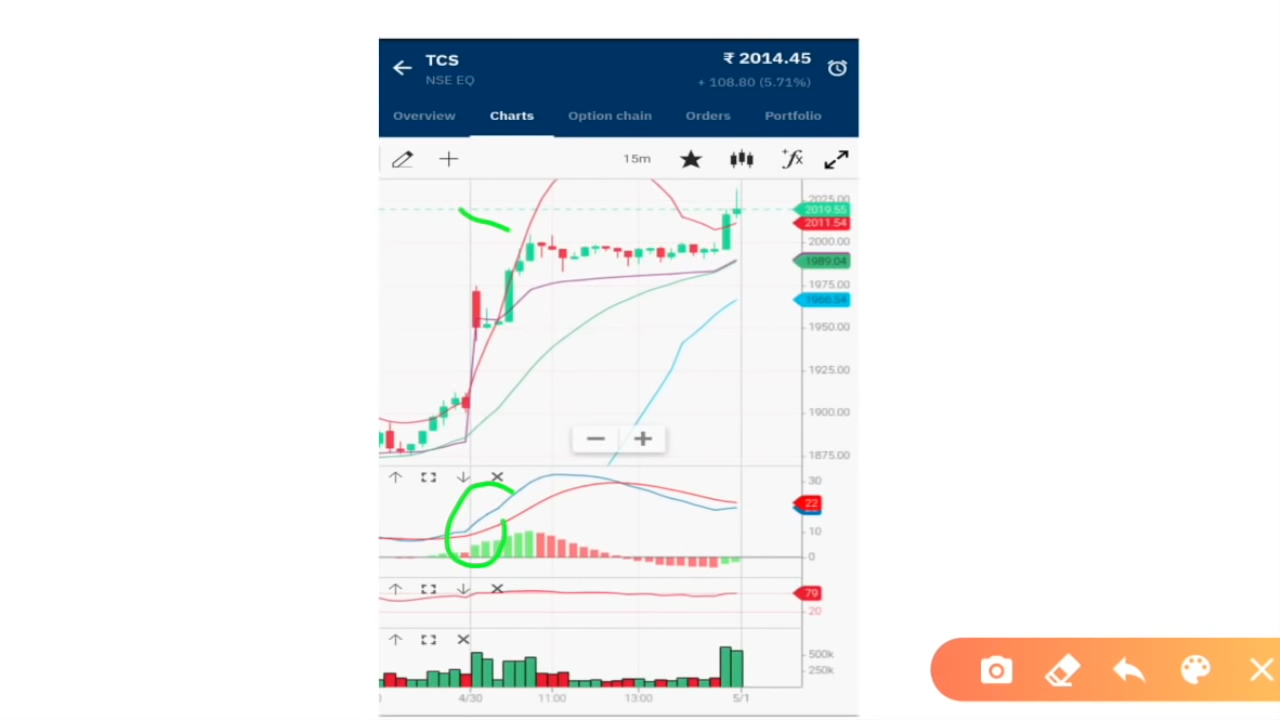 TCS
₹ 2014.45
NSE EQ
+ 108.80 (5.71%)
Overview Charts Option chain Orders Portfolio
15m
+fx
2025.00
2019.55
2011.54
2000.00
1989.04
1975.00
1966.54
1950.00
1925.00
1900.00
1875.00
30
22
10
0
79
20
500k
250k
4/30 11:00 13:00 5/1